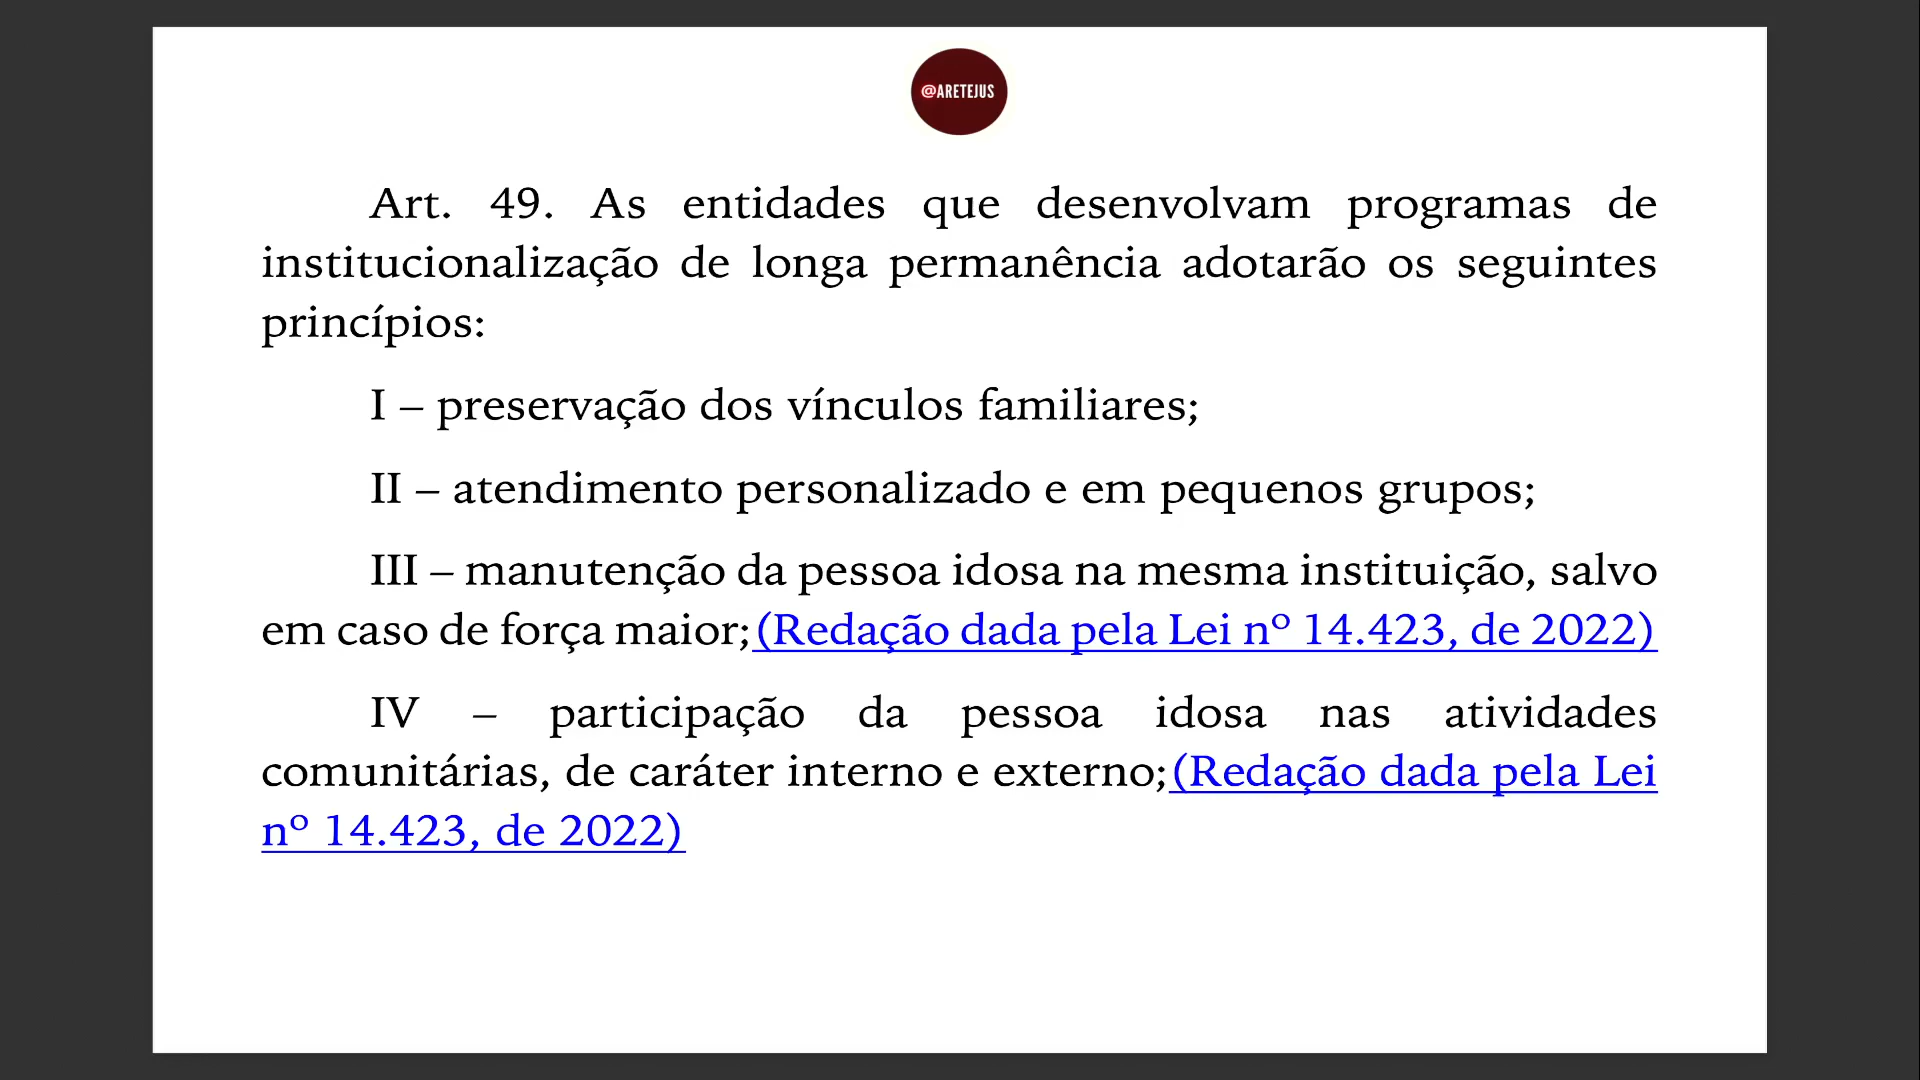 @ARETEJUS
Art. 49. As entidades que desenvolvam programas de
institucionalização de longa permanência adotarão os seguintes
princípios:
I – preservação dos vínculos familiares;
II – atendimento personalizado e em pequenos grupos;
III – manutenção da pessoa idosa na mesma instituição, salvo
em caso de força maior; (Redação dada pela Lei nº 14.423, de 2022)
IV – participação da pessoa idosa nas atividades
comunitárias, de caráter interno e externo; (Redação dada pela Lei
nº 14.423, de 2022)